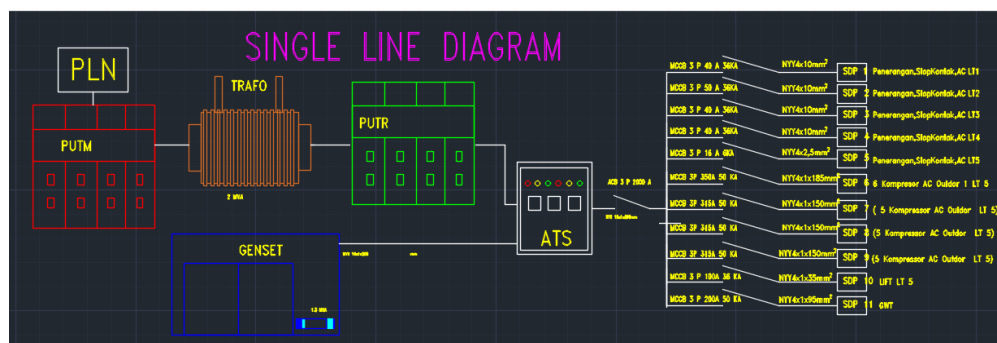 SINGLE LINE DIAGRAM
PLN
TRAFO
PUTM
PUTR
2 MVA
GENSET
ATS
ACB 3 P 2000 A
MCCB 3 P 40 A 36KA NYY4x10mm² SDP 1 Penerangan,StopKontak,AC LT1
MCCB 3 P 50 A 36KA NYY4x10mm² SDP 2 Penerangan,StopKontak,AC LT2
MCCB 3 P 40 A 36KA NYY4x10mm² SDP 3 Penerangan,StopKontak,AC LT3
MCCB 3 P 40 A 36KA NYY4x10mm² SDP 4 Penerangan,StopKontak,AC LT4
MCCB 3 P 16 A 6KA NYY4x2,5mm² SDP 5 Penerangan,StopKontak,AC LT5
MCCB 3P 350A 50 KA NYY4x1x185mm² SDP 6 6 Kompresor AC Outdor 1 LT 5
MCCB 3P 315A 50 KA NYY4x1x150mm² SDP 7 ( 5 Kompressor AC Outdor LT 5)
MCCB 3P 315A 50 KA NYY4x1x150mm² SDP 8 (5 Kompressor AC Outdor LT 5)
MCCB 3P 315A 50 KA NYY4x1x150mm² SDP 9 (5 Kompressor AC Outdor LT 5)
MCCB 3 P 100A 36 KA NYY4x1x35mm² SDP 10 LIFT LT 5
MCCB 3 P 200A 50 KA NYY4x1x95mm² SDP 11 GWT